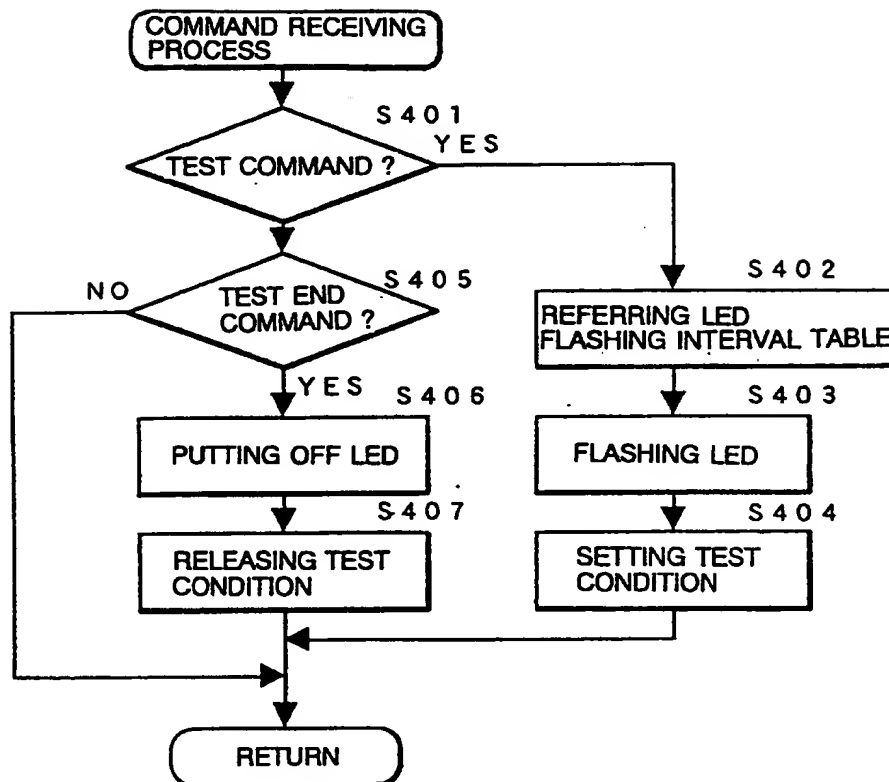 COMMAND RECEIVING
PROCESS
S401
TEST COMMAND ?
YES
S405
NO
TEST END
COMMAND ?
YES
S402
REFERRING LED
FLASHING INTERVAL TABLE
S406
PUTTING OFF LED
S403
FLASHING LED
S407
RELEASING TEST
CONDITION
S404
SETTING TEST
CONDITION
RETURN